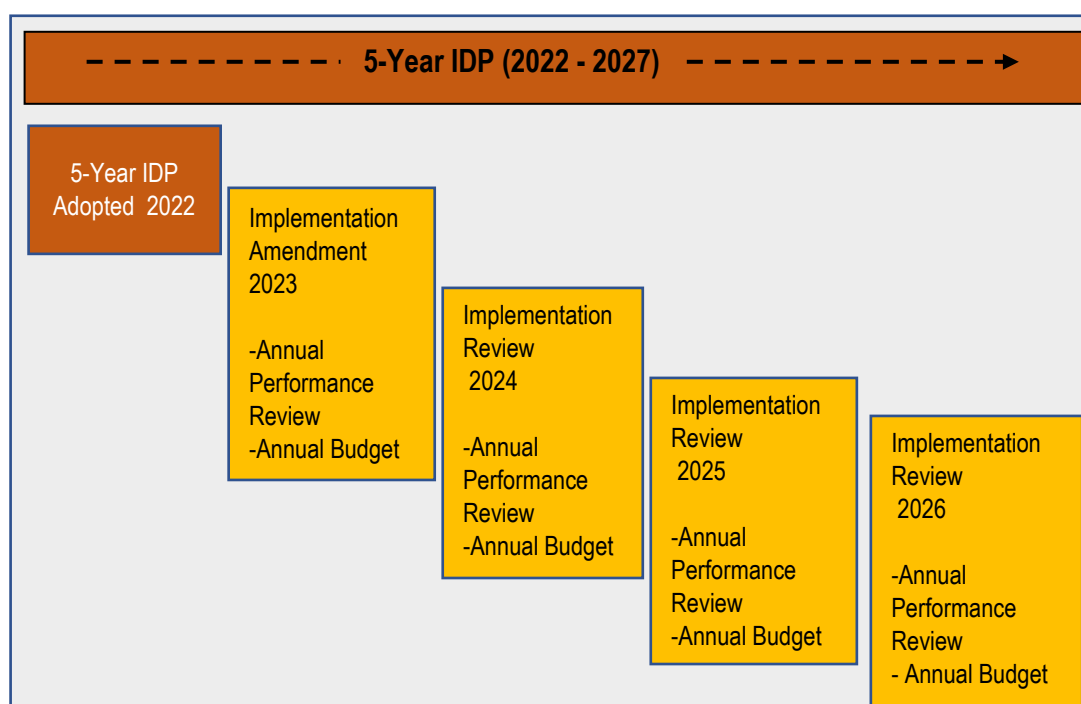 5-Year IDP (2022 - 2027)
5-Year IDP
Adopted 2022
Implementation
Amendment
2023
-Annual
Performance
Review
-Annual Budget
Implementation
Review
2024
-Annual
Performance
Review
-Annual Budget
Implementation
Review
2025
-Annual
Performance
Review
-Annual Budget
Implementation
Review
2026
-Annual
Performance
Review
- Annual Budget